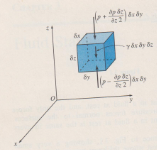 z
(p + ∂p/∂z δz/2) δx δy
δx
δz
γ δx δy δz
δy
(p − ∂p/∂z δz/2) δx δy
O
y
x